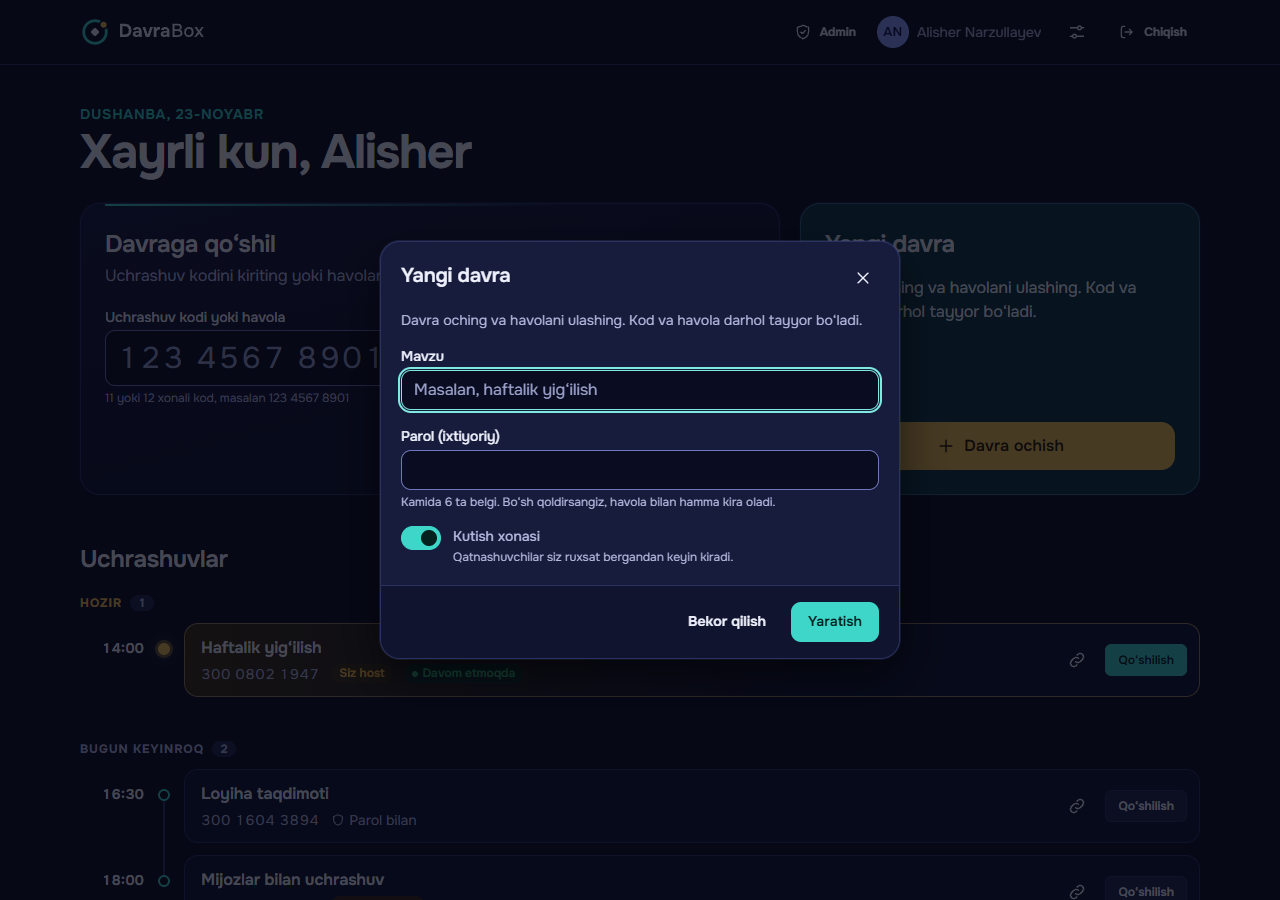 DavraBox
Admin
AN
Alisher Narzullayev
Chiqish
DUSHANBA, 23-NOYABR
Xayrli kun, Alisher
Davraga qo‘shil
Uchrashuv kodini kiriting yoki
Uchrashuv kodi yoki havola
123 4567 8901
11 yoki 12 xonali kod, masalan 123 4567 8901
Yangi davra
va havolani ulashing. Kod va
tayyor bo‘ladi.
Davra ochish
Yangi davra
Davra oching va havolani ulashing. Kod va havola darhol tayyor bo‘ladi.
Mavzu
Masalan, haftalik yig‘ilish
Parol (ixtiyoriy)
Kamida 6 ta belgi. Bo‘sh qoldirsangiz, havola bilan hamma kira oladi.
Kutish xonasi
Qatnashuvchilar siz ruxsat bergandan keyin kiradi.
Bekor qilish
Yaratish
Uchrashuvlar
HOZIR 1
14:00
Haftalik yig‘ilish
300 0802 1947 Siz host Davom etmoqda
Qo‘shilish
BUGUN KEYINROQ 2
16:30
Loyiha taqdimoti
300 1604 3894 Parol bilan
Qo‘shilish
18:00
Mijozlar bilan uchrashuv
Qo‘shilish